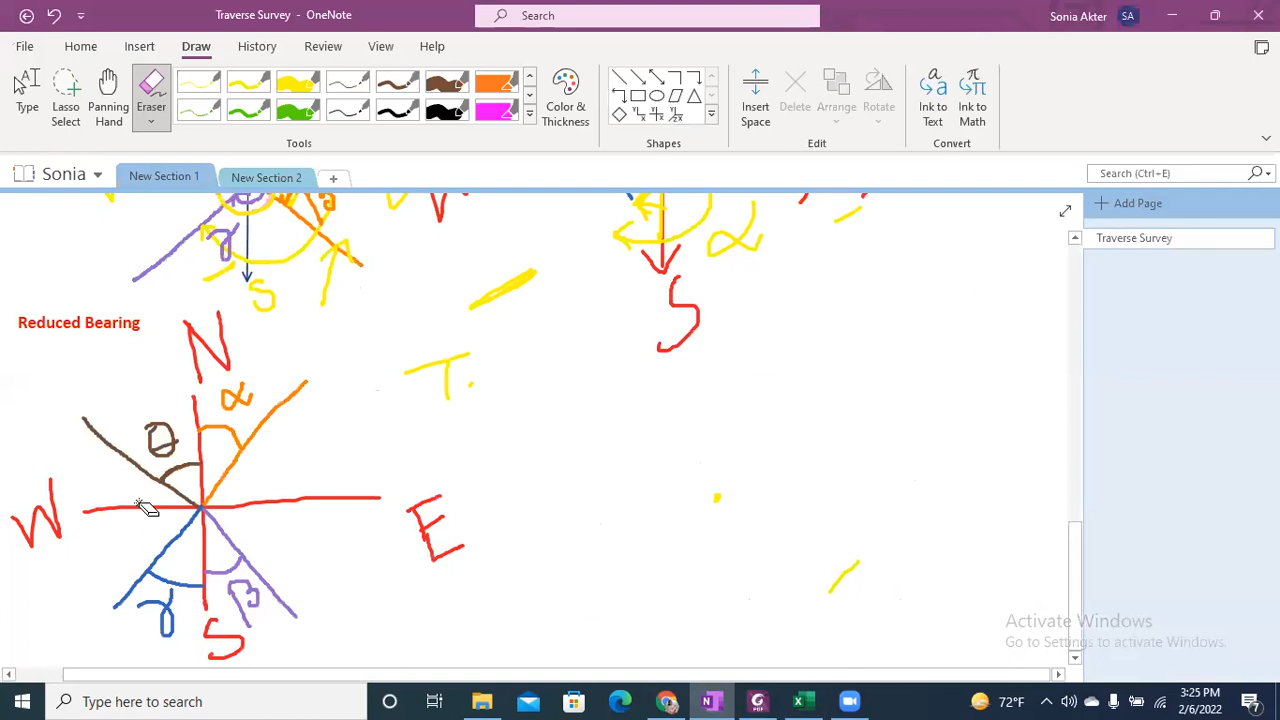 Traverse Survey - OneNote
Search
Sonia Akter
SA
File
Home
Insert
Draw
History
Review
View
Help
Type
Lasso Select
Panning Hand
Eraser
Color & Thickness
Insert Space
Delete
Arrange
Rotate
Ink to Text
Ink to Math
Tools
Shapes
Edit
Convert
Sonia
New Section 1
New Section 2
Search (Ctrl+E)
Add Page
Traverse Survey
γ
β
α
S
S
Reduced Bearing
N
T.
α
θ
W
E
γ
β
S
Activate Windows
Go to Settings to activate Windows.
Type here to search
72°F
3:25 PM
2/6/2022
7